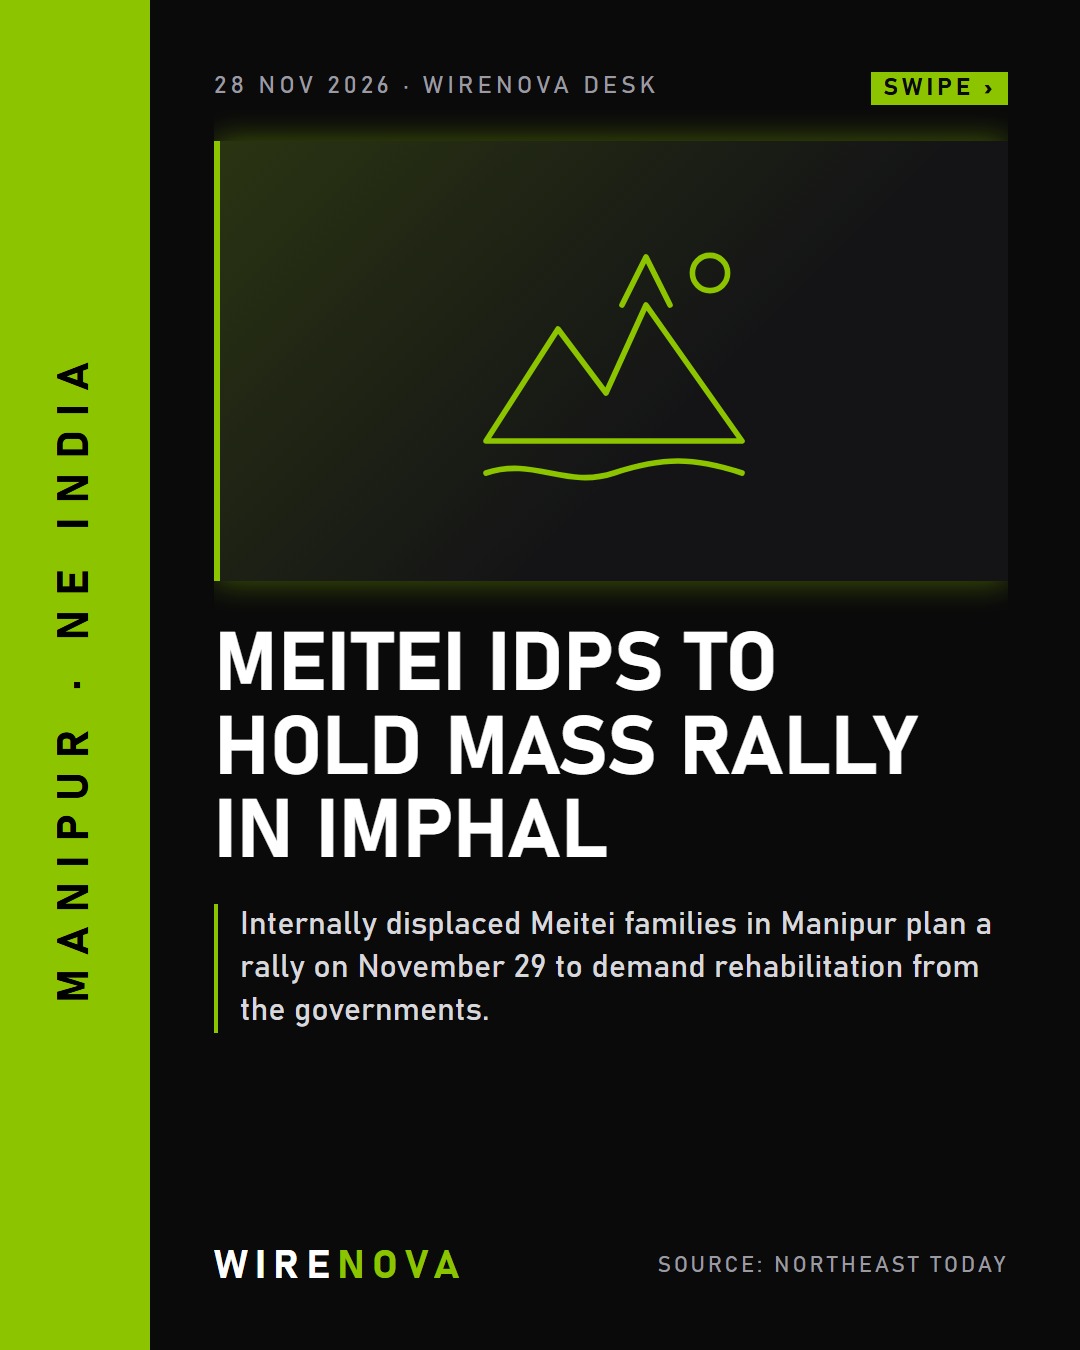 28 NOV 2026 · WIRENOVA DESK
SWIPE ›
MANIPUR · NE INDIA
MEITEI IDPS TO
HOLD MASS RALLY
IN IMPHAL
Internally displaced Meitei families in Manipur plan a
rally on November 29 to demand rehabilitation from
the governments.
WIRENOVA
SOURCE: NORTHEAST TODAY